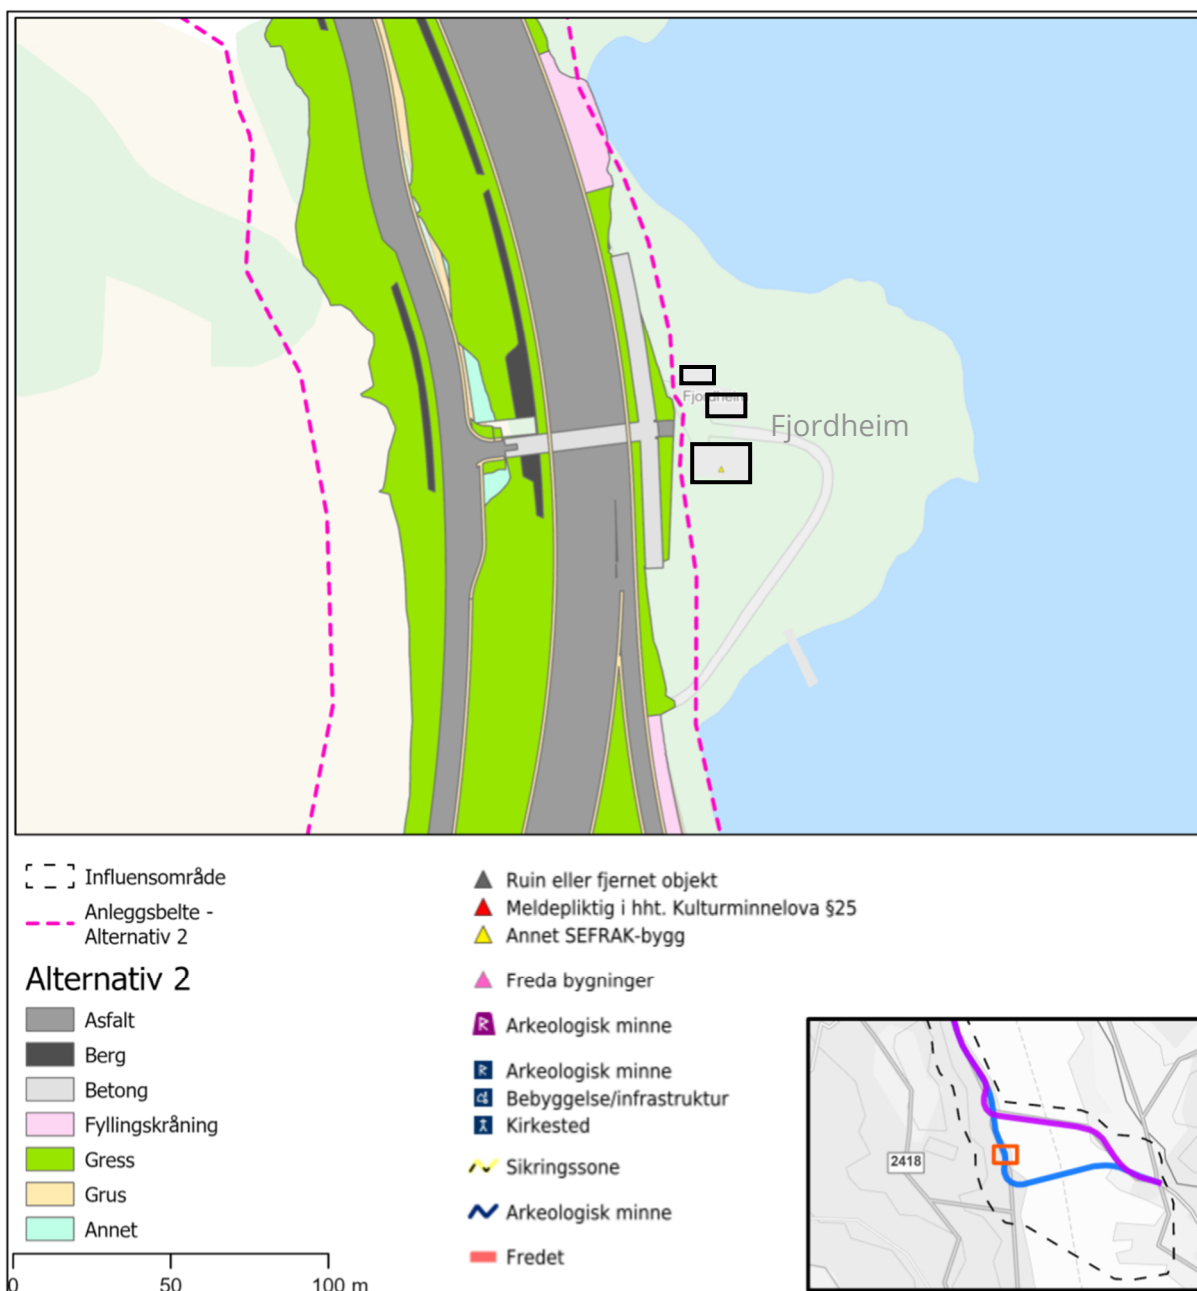 Fjordheim
Fjordheim
Influensområde
Anleggsbelte -
Alternativ 2
Alternativ 2
Asfalt
Berg
Betong
Fyllingskråning
Gress
Grus
Annet
0 50 100 m
Ruin eller fjernet objekt
Meldepliktig i hht. Kulturminnelova §25
Annet SEFRAK-bygg
Freda bygninger
R Arkeologisk minne
R Arkeologisk minne
Bebyggelse/infrastruktur
Kirkested
Sikringssone
Arkeologisk minne
Fredet
2418